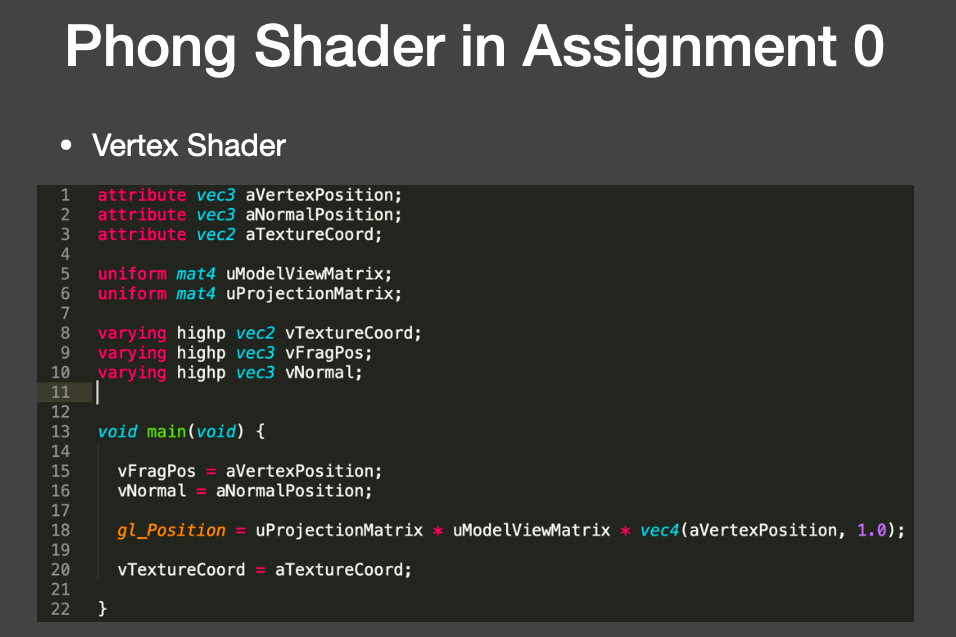 Phong Shader in Assignment 0
• Vertex Shader
1 attribute vec3 aVertexPosition;
2 attribute vec3 aNormalPosition;
3 attribute vec2 aTextureCoord;
4
5 uniform mat4 uModelViewMatrix;
6 uniform mat4 uProjectionMatrix;
7
8 varying highp vec2 vTextureCoord;
9 varying highp vec3 vFragPos;
10 varying highp vec3 vNormal;
11
12
13 void main(void) {
14
15 vFragPos = aVertexPosition;
16 vNormal = aNormalPosition;
17
18 gl_Position = uProjectionMatrix * uModelViewMatrix * vec4(aVertexPosition, 1.0);
19
20 vTextureCoord = aTextureCoord;
21
22 }